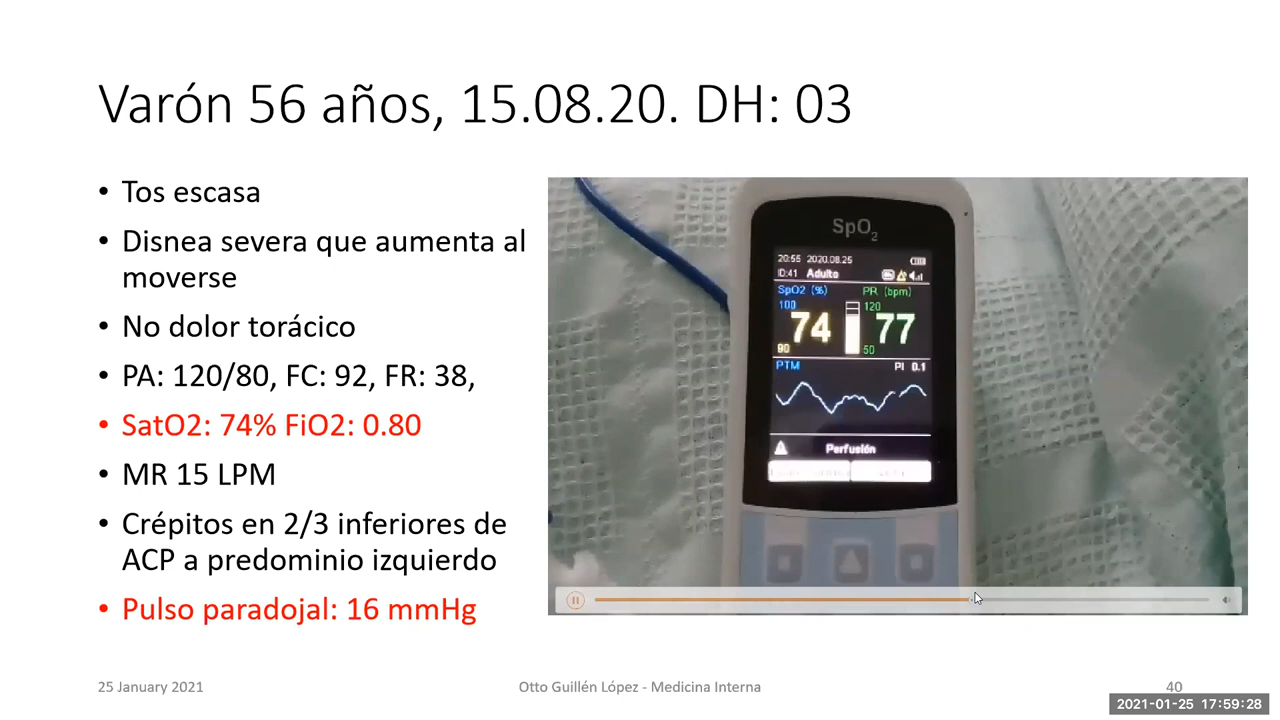 Varón 56 años, 15.08.20. DH: 03
• Tos escasa
• Disnea severa que aumenta al
moverse
• No dolor torácico
• PA: 120/80, FC: 92, FR: 38,
• SatO2: 74% FiO2: 0.80
• MR 15 LPM
• Crépitos en 2/3 inferiores de
ACP a predominio izquierdo
• Pulso paradojal: 16 mmHg
SpO2
20:55 2020.08.25
ID:41 Adulto
SpO2 (%) PR (bpm)
100 120
74 77
90 50
PTM PI 0.1
Perfusión
25 January 2021
Otto Guillén López - Medicina Interna
40
2021-01-25 17:59:28